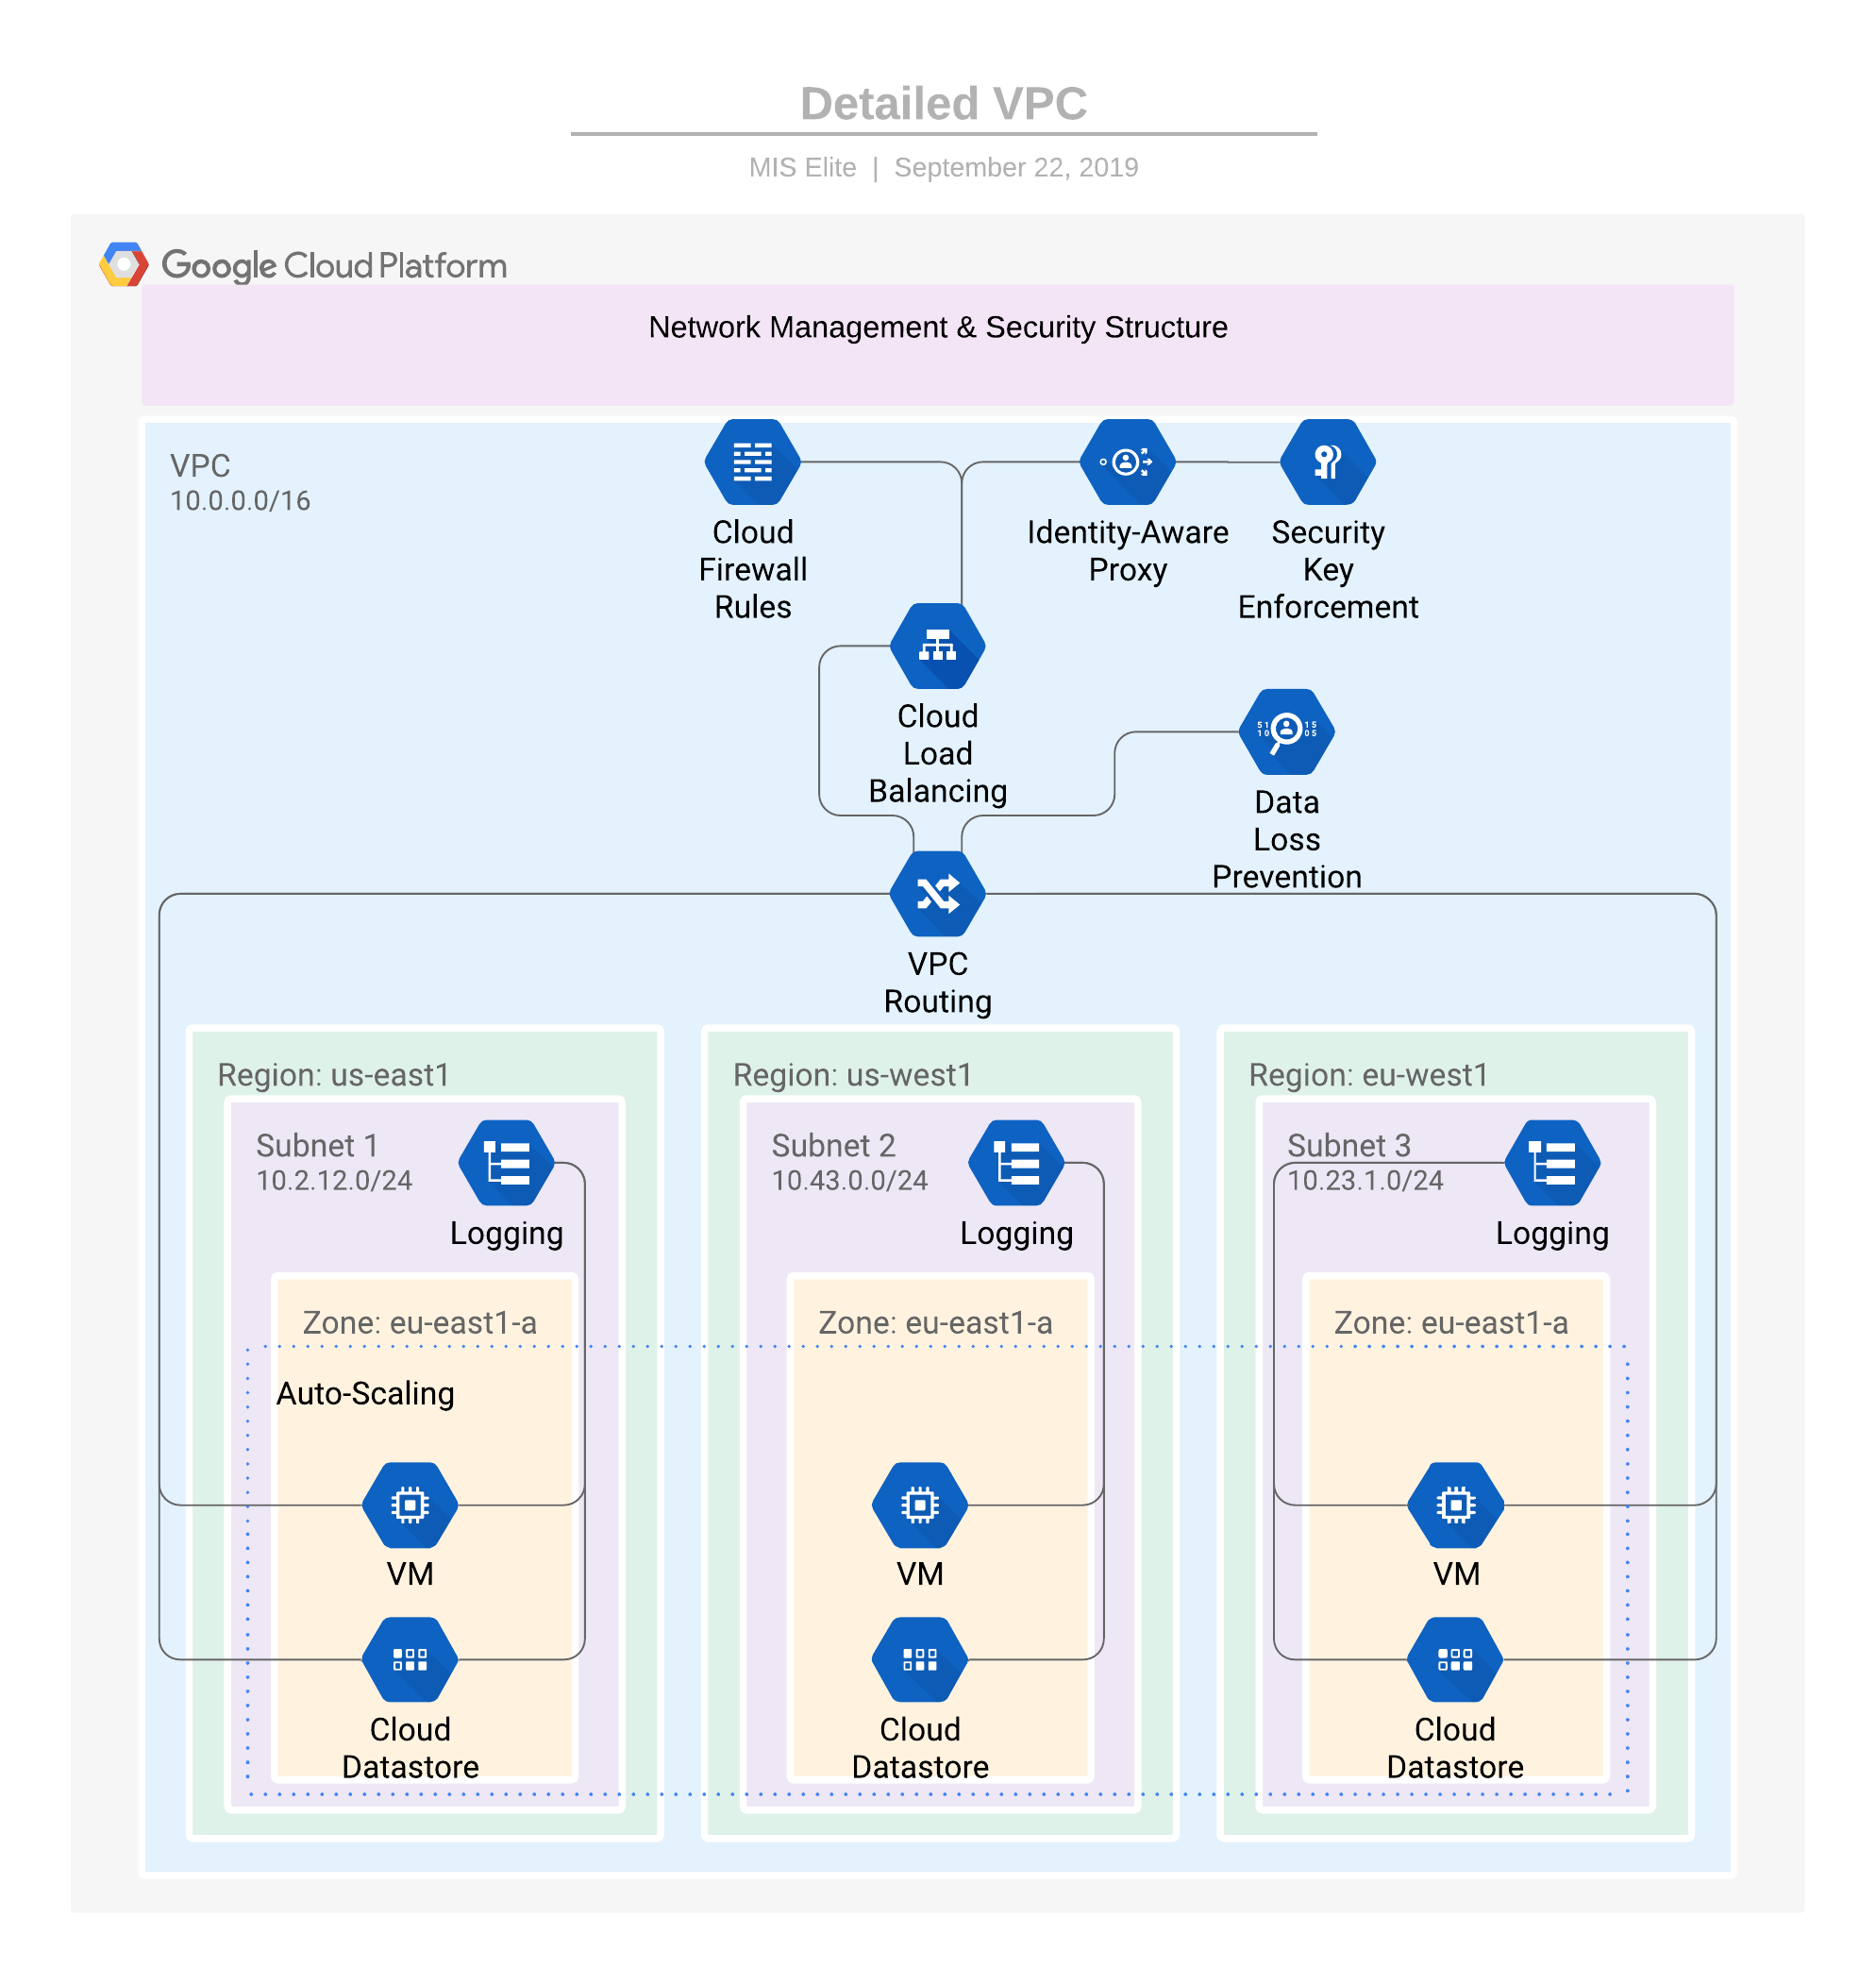 Detailed VPC
MIS Elite | September 22, 2019
Google Cloud Platform
Network Management & Security Structure
VPC
10.0.0.0/16
Cloud
Firewall
Rules
Identity-Aware
Proxy
Security
Key
Enforcement
Cloud
Load
Balancing
51 15
10 05
Data
Loss
Prevention
VPC
Routing
Region: us-east1
Subnet 1
10.2.12.0/24
Logging
Zone: eu-east1-a
Auto-Scaling
VM
Cloud
Datastore
Region: us-west1
Subnet 2
10.43.0.0/24
Logging
Zone: eu-east1-a
VM
Cloud
Datastore
Region: eu-west1
Subnet 3
10.23.1.0/24
Logging
Zone: eu-east1-a
VM
Cloud
Datastore